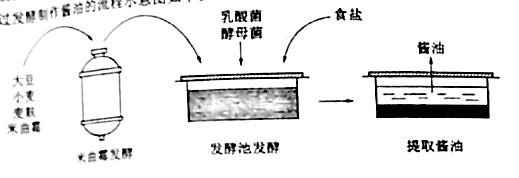 过发酵制作酱油的流程示意图如
大豆
小麦
麦麸
米曲霉
米曲霉发酵
乳酸菌
酵母菌
食盐
发酵池发酵
酱油
提取酱油